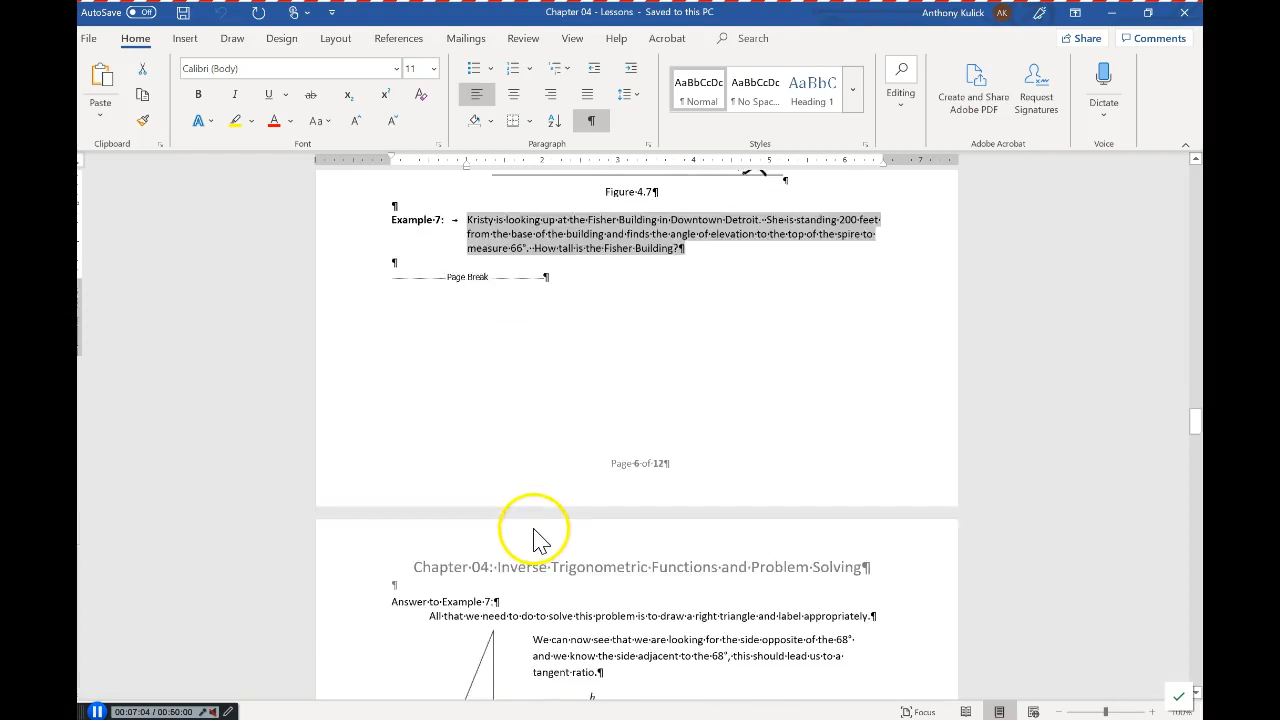 AutoSave Off Chapter 04 - Lessons - Saved to this PC Anthony Kulick AK
File Home Insert Draw Design Layout References Mailings Review View Help Acrobat Search Share Comments
Calibri (Body) 11
AaBbCcDc AaBbCcDc AaBbC
¶ Normal ¶ No Spac... Heading 1
Paste Editing Create and Share Adobe PDF Request Signatures Dictate
Clipboard Font Paragraph Styles Adobe Acrobat Voice
1 2 3 4 5 6 7
¶
Figure·4.7¶
¶
Example·7: → Kristy·is·looking·up·at·the·Fisher·Building·in·Downtown·Detroit.··She·is·standing·200·feet·
from·the·base·of·the·building·and·finds·the·angle·of·elevation·to·the·top·of·the·spire·to·
measure·66°.··How·tall·is·the·Fisher·Building?¶
¶
Page Break ¶
Page·6·of·12¶
Chapter·04:·Inverse·Trigonometric·Functions·and·Problem·Solving¶
¶
Answer·to·Example·7:¶
All·that·we·need·to·do·to·solve·this·problem·is·to·draw·a·right·triangle·and·label·appropriately.¶
We·can·now·see·that·we·are·looking·for·the·side·opposite·of·the·68°·
and·we·know·the·side·adjacent·to·the·68°,·this·should·lead·us·to·a·
tangent·ratio.¶
h
00:07:04 / 00:60:00 Focus 100%